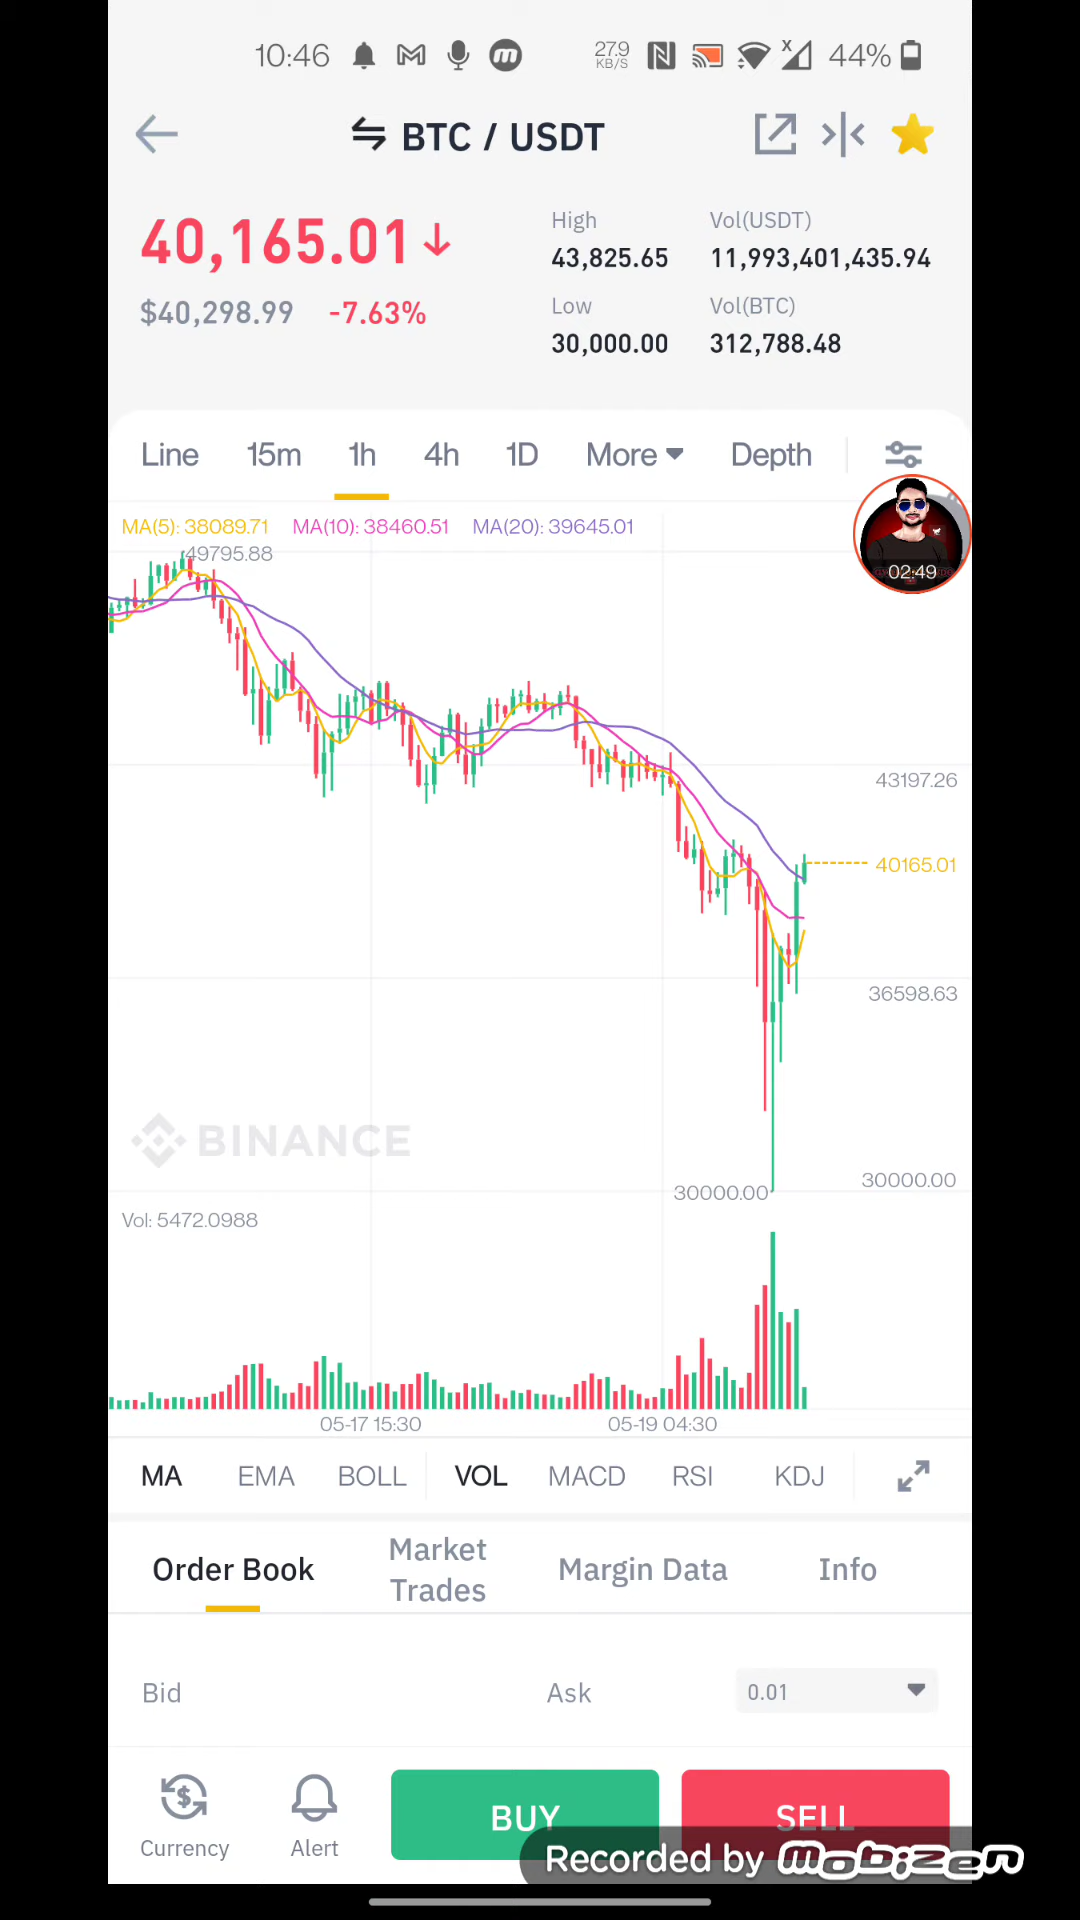 10:46 27.9 KB/S X 44%
BTC / USDT
40,165.01
$40,298.99 -7.63%
High
43,825.65
Vol(USDT)
11,993,401,435.94
Low
30,000.00
Vol(BTC)
312,788.48
Line 15m 1h 4h 1D More Depth
MA(5): 38089.71 MA(10): 38460.51 MA(20): 39645.01
49795.88
02:49
43197.26
40165.01
36598.63
BINANCE
30000.00
30000.00
Vol: 5472.0988
05-17 15:30 05-19 04:30
MA EMA BOLL VOL MACD RSI KDJ
Order Book Market Trades Margin Data Info
Bid Ask 0.01
Currency Alert BUY SELL
Recorded by mobizen